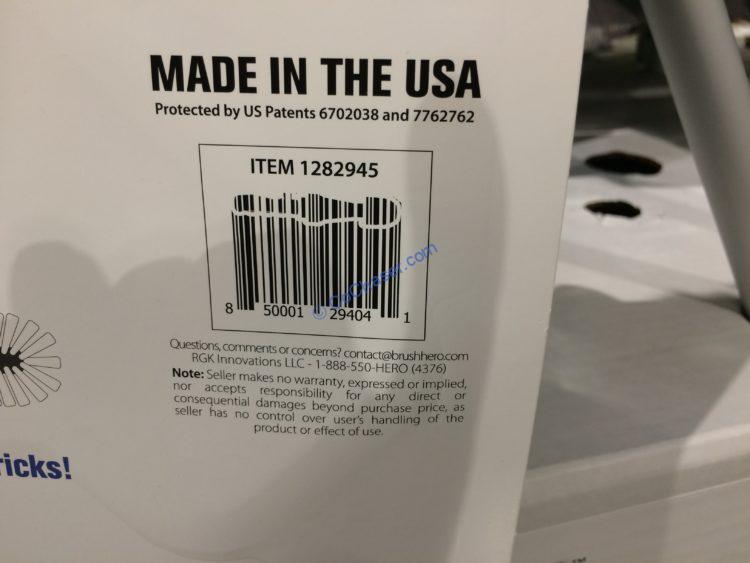 MADE IN THE USA
Protected by US Patents 6702038 and 7762762
ITEM 1282945
8 50001 29404 1
© CoChaser.com
Questions, comments or concerns? contact@brushhero.com
RGK Innovations LLC - 1-888-550-HERO (4376)
Note: Seller makes no warranty, expressed or implied,
nor accepts responsibility for any direct or
consequential damages beyond purchase price, as
seller has no control over user's handling of the
product or effect of use.
ricks!
TM